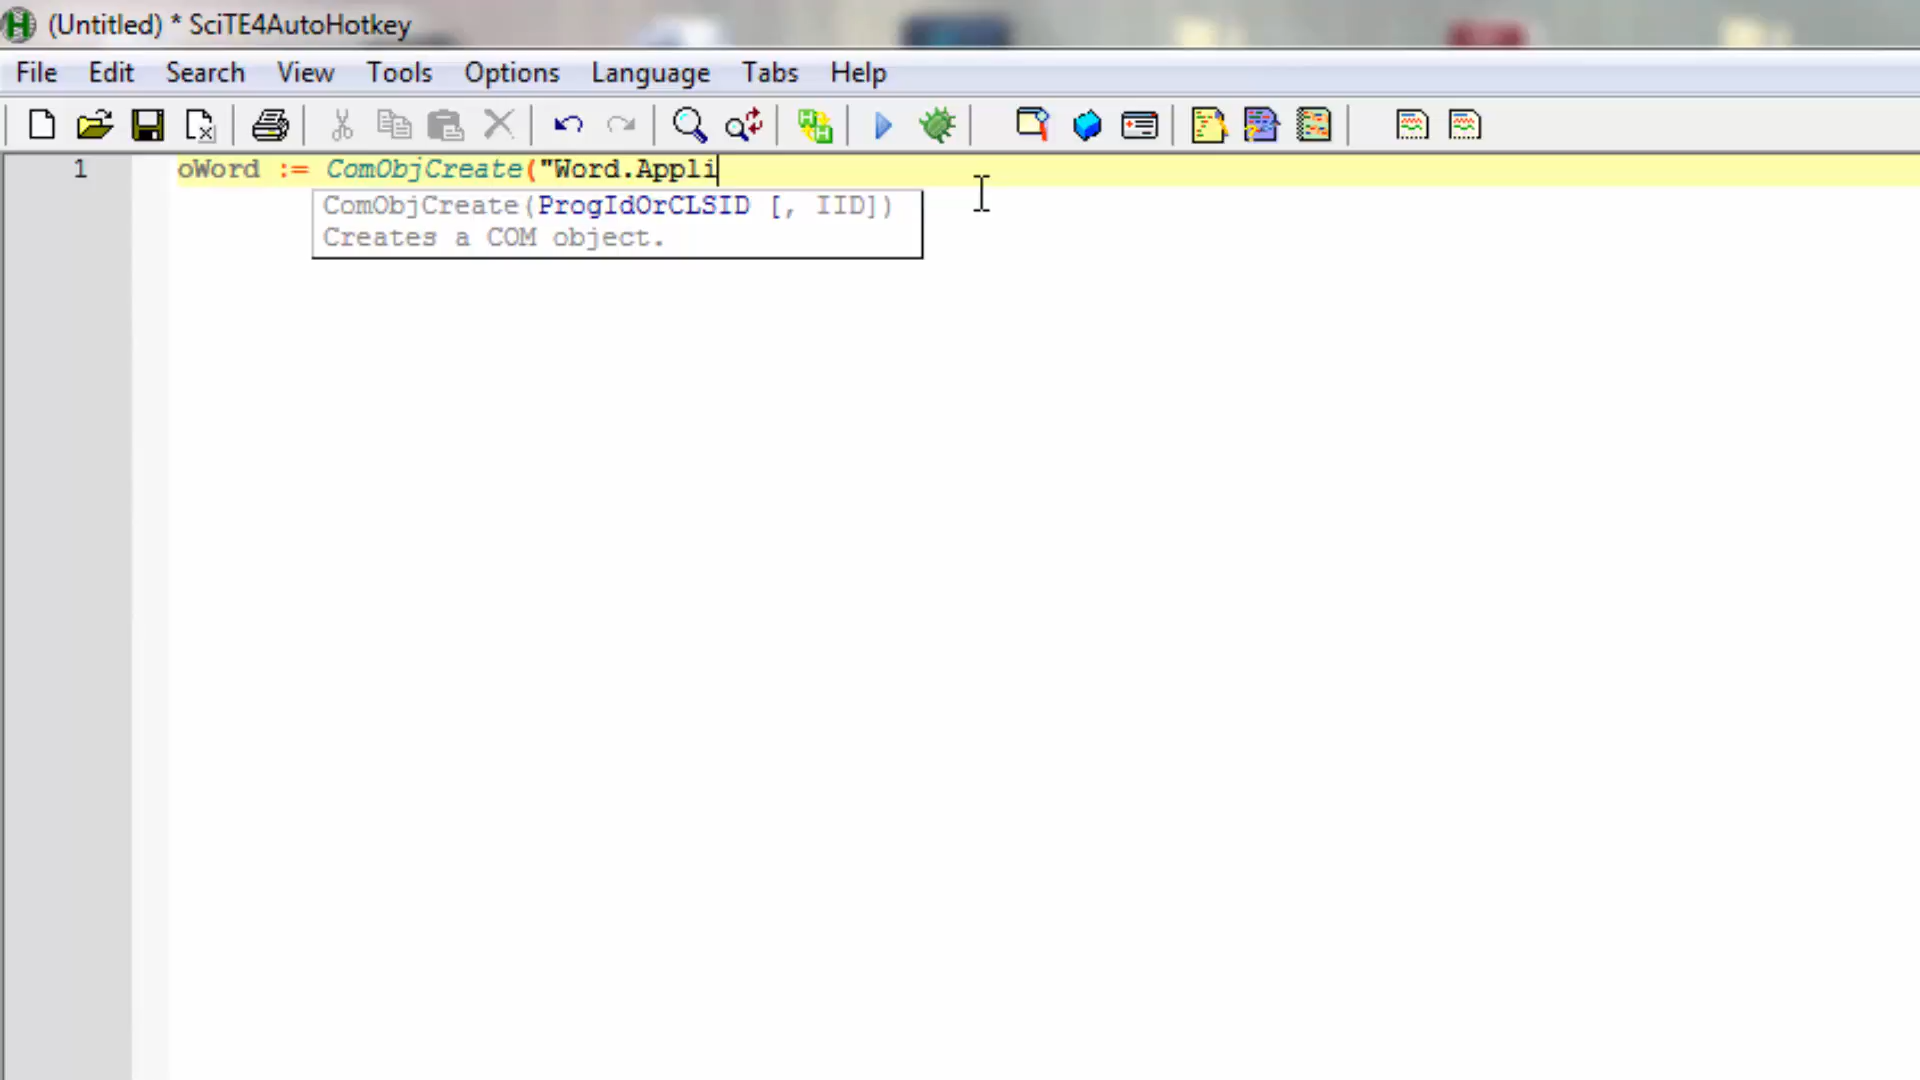 (Untitled) * SciTE4AutoHotkey
File Edit Search View Tools Options Language Tabs Help
1 oWord := ComObjCreate("Word.Appli
ComObjCreate(ProgIdOrCLSID [, IID])
Creates a COM object.